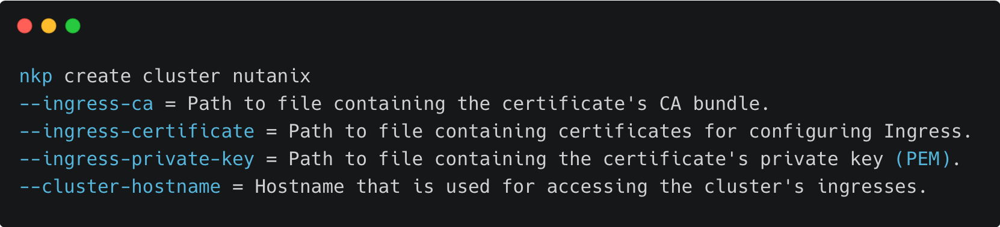 nkp create cluster nutanix
--ingress-ca = Path to file containing the certificate's CA bundle.
--ingress-certificate = Path to file containing certificates for configuring Ingress.
--ingress-private-key = Path to file containing the certificate's private key (PEM).
--cluster-hostname = Hostname that is used for accessing the cluster's ingresses.